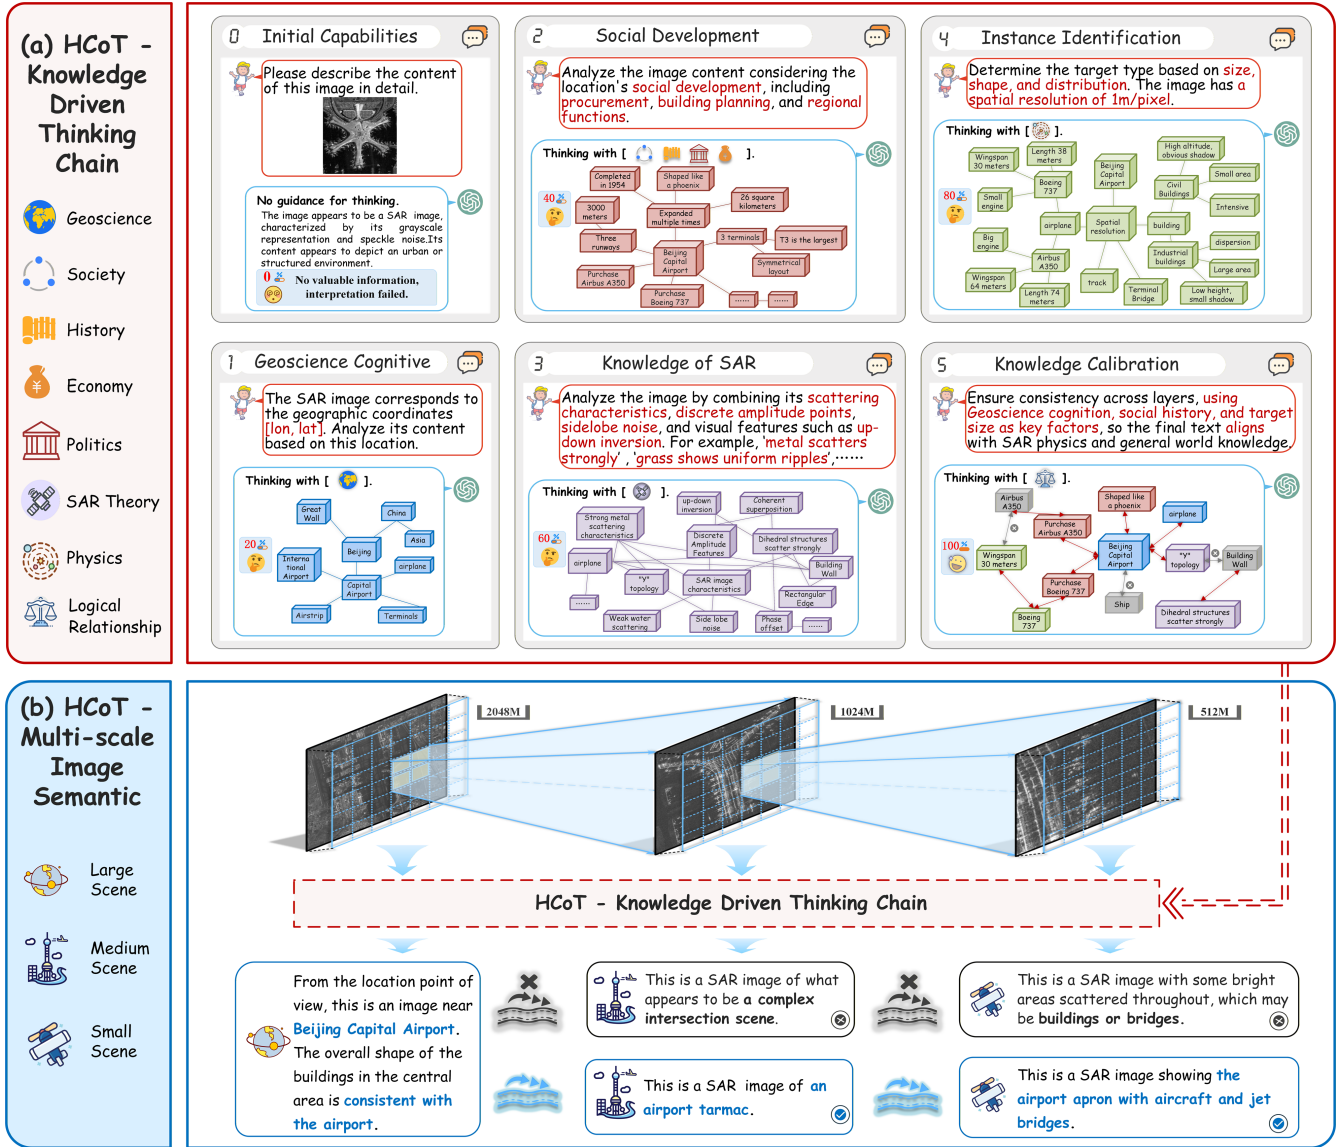 (a) HCoT -
Knowledge
Driven
Thinking
Chain
Geoscience
Society
History
Economy
Politics
SAR Theory
Physics
Logical
Relationship
0 Initial Capabilities
Please describe the content
of this image in detail.
No guidance for thinking.
The image appears to be a SAR image,
characterized by its grayscale
representation and speckle noise.Its
content appears to depict an urban or
structured environment.
0
No valuable information,
interpretation failed.
2 Social Development
Analyze the image content considering the
location's social development, including
procurement, building planning, and regional
functions.
Thinking with [ ].
40
Completed
in 1954
Shaped like
a phoenix
3000
meters
Expanded
multiple times
26 square
kilometers
Three
runways
3 terminals
T3 is the largest
Beijing
Capital
Airport
Symmetrical
layout
Purchase
Airbus A350
Purchase
Boeing 737
......
......
4 Instance Identification
Determine the target type based on size,
shape, and distribution. The image has a
spatial resolution of 1m/pixel.
Thinking with [ ].
80
Wingspan
30 meters
Length 38
meters
Boeing
737
Small
engine
Beijing
Capital
Airport
High altitude,
obvious shadow
Civil
Buildings
Small area
Intensive
airplane
Spatial
resolution
building
Big
engine
Airbus
A350
Industrial
buildings
dispersion
Large area
Wingspan
64 meters
Length 74
meters
track
Terminal
Bridge
Low height,
small shadow
1 Geoscience Cognitive
The SAR image corresponds to
the geographic coordinates
[lon, lat]. Analyze its content
based on this location.
Thinking with [ ].
20
Great
Wall
China
Beijing
Asia
Interna
tional
Airport
airplane
Capital
Airport
Airstrip
Terminals
3 Knowledge of SAR
Analyze the image by combining its scattering
characteristics, discrete amplitude points,
sidelobe noise, and visual features such as up-
down inversion. For example, 'metal scatters
strongly' , 'grass shows uniform ripples',······
Thinking with [ ].
60
up-down
inversion
Coherent
superposition
Strong metal
scattering
characteristics
Discrete
Amplitude
Features
Dihedral structures
scatter strongly
airplane
"Y"
topology
SAR image
characteristics
Building
Wall
......
Rectangular
Edge
Weak water
scattering
Side lobe
noise
Phase
offset
......
5 Knowledge Calibration
Ensure consistency across layers, using
Geoscience cognition, social history, and target
size as key factors, so the final text aligns
with SAR physics and general world knowledge.
Thinking with [ ].
100
Airbus
A350
Shaped like
a phoenix
Purchase
Airbus A350
airplane
Wingspan
30 meters
Beijing
Capital
Airport
"Y"
topology
Building
Wall
Purchase
Boeing 737
Ship
Boeing
737
Dihedral structures
scatter strongly
(b) HCoT -
Multi-scale
Image
Semantic
Large
Scene
Medium
Scene
Small
Scene
2048M
1024M
512M
HCoT - Knowledge Driven Thinking Chain
From the location point of
view, this is an image near
Beijing Capital Airport.
The overall shape of the
buildings in the central
area is consistent with
the airport.
This is a SAR image of what
appears to be a complex
intersection scene.
This is a SAR image with some bright
areas scattered throughout, which may
be buildings or bridges.
This is a SAR image of an
airport tarmac.
This is a SAR image showing the
airport apron with aircraft and jet
bridges.